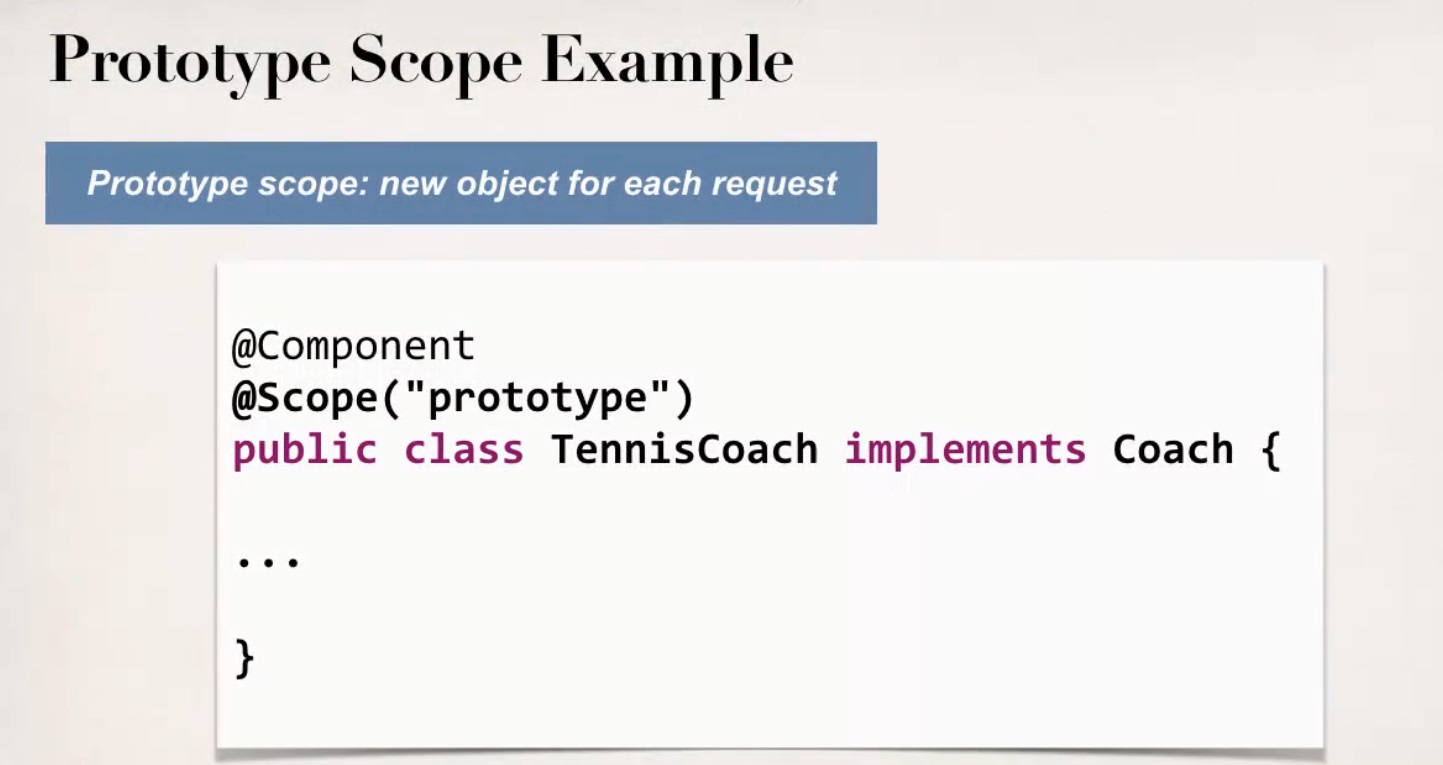 Prototype Scope Example
Prototype scope: new object for each request
@Component
@Scope("prototype")
public class TennisCoach implements Coach {
...
}